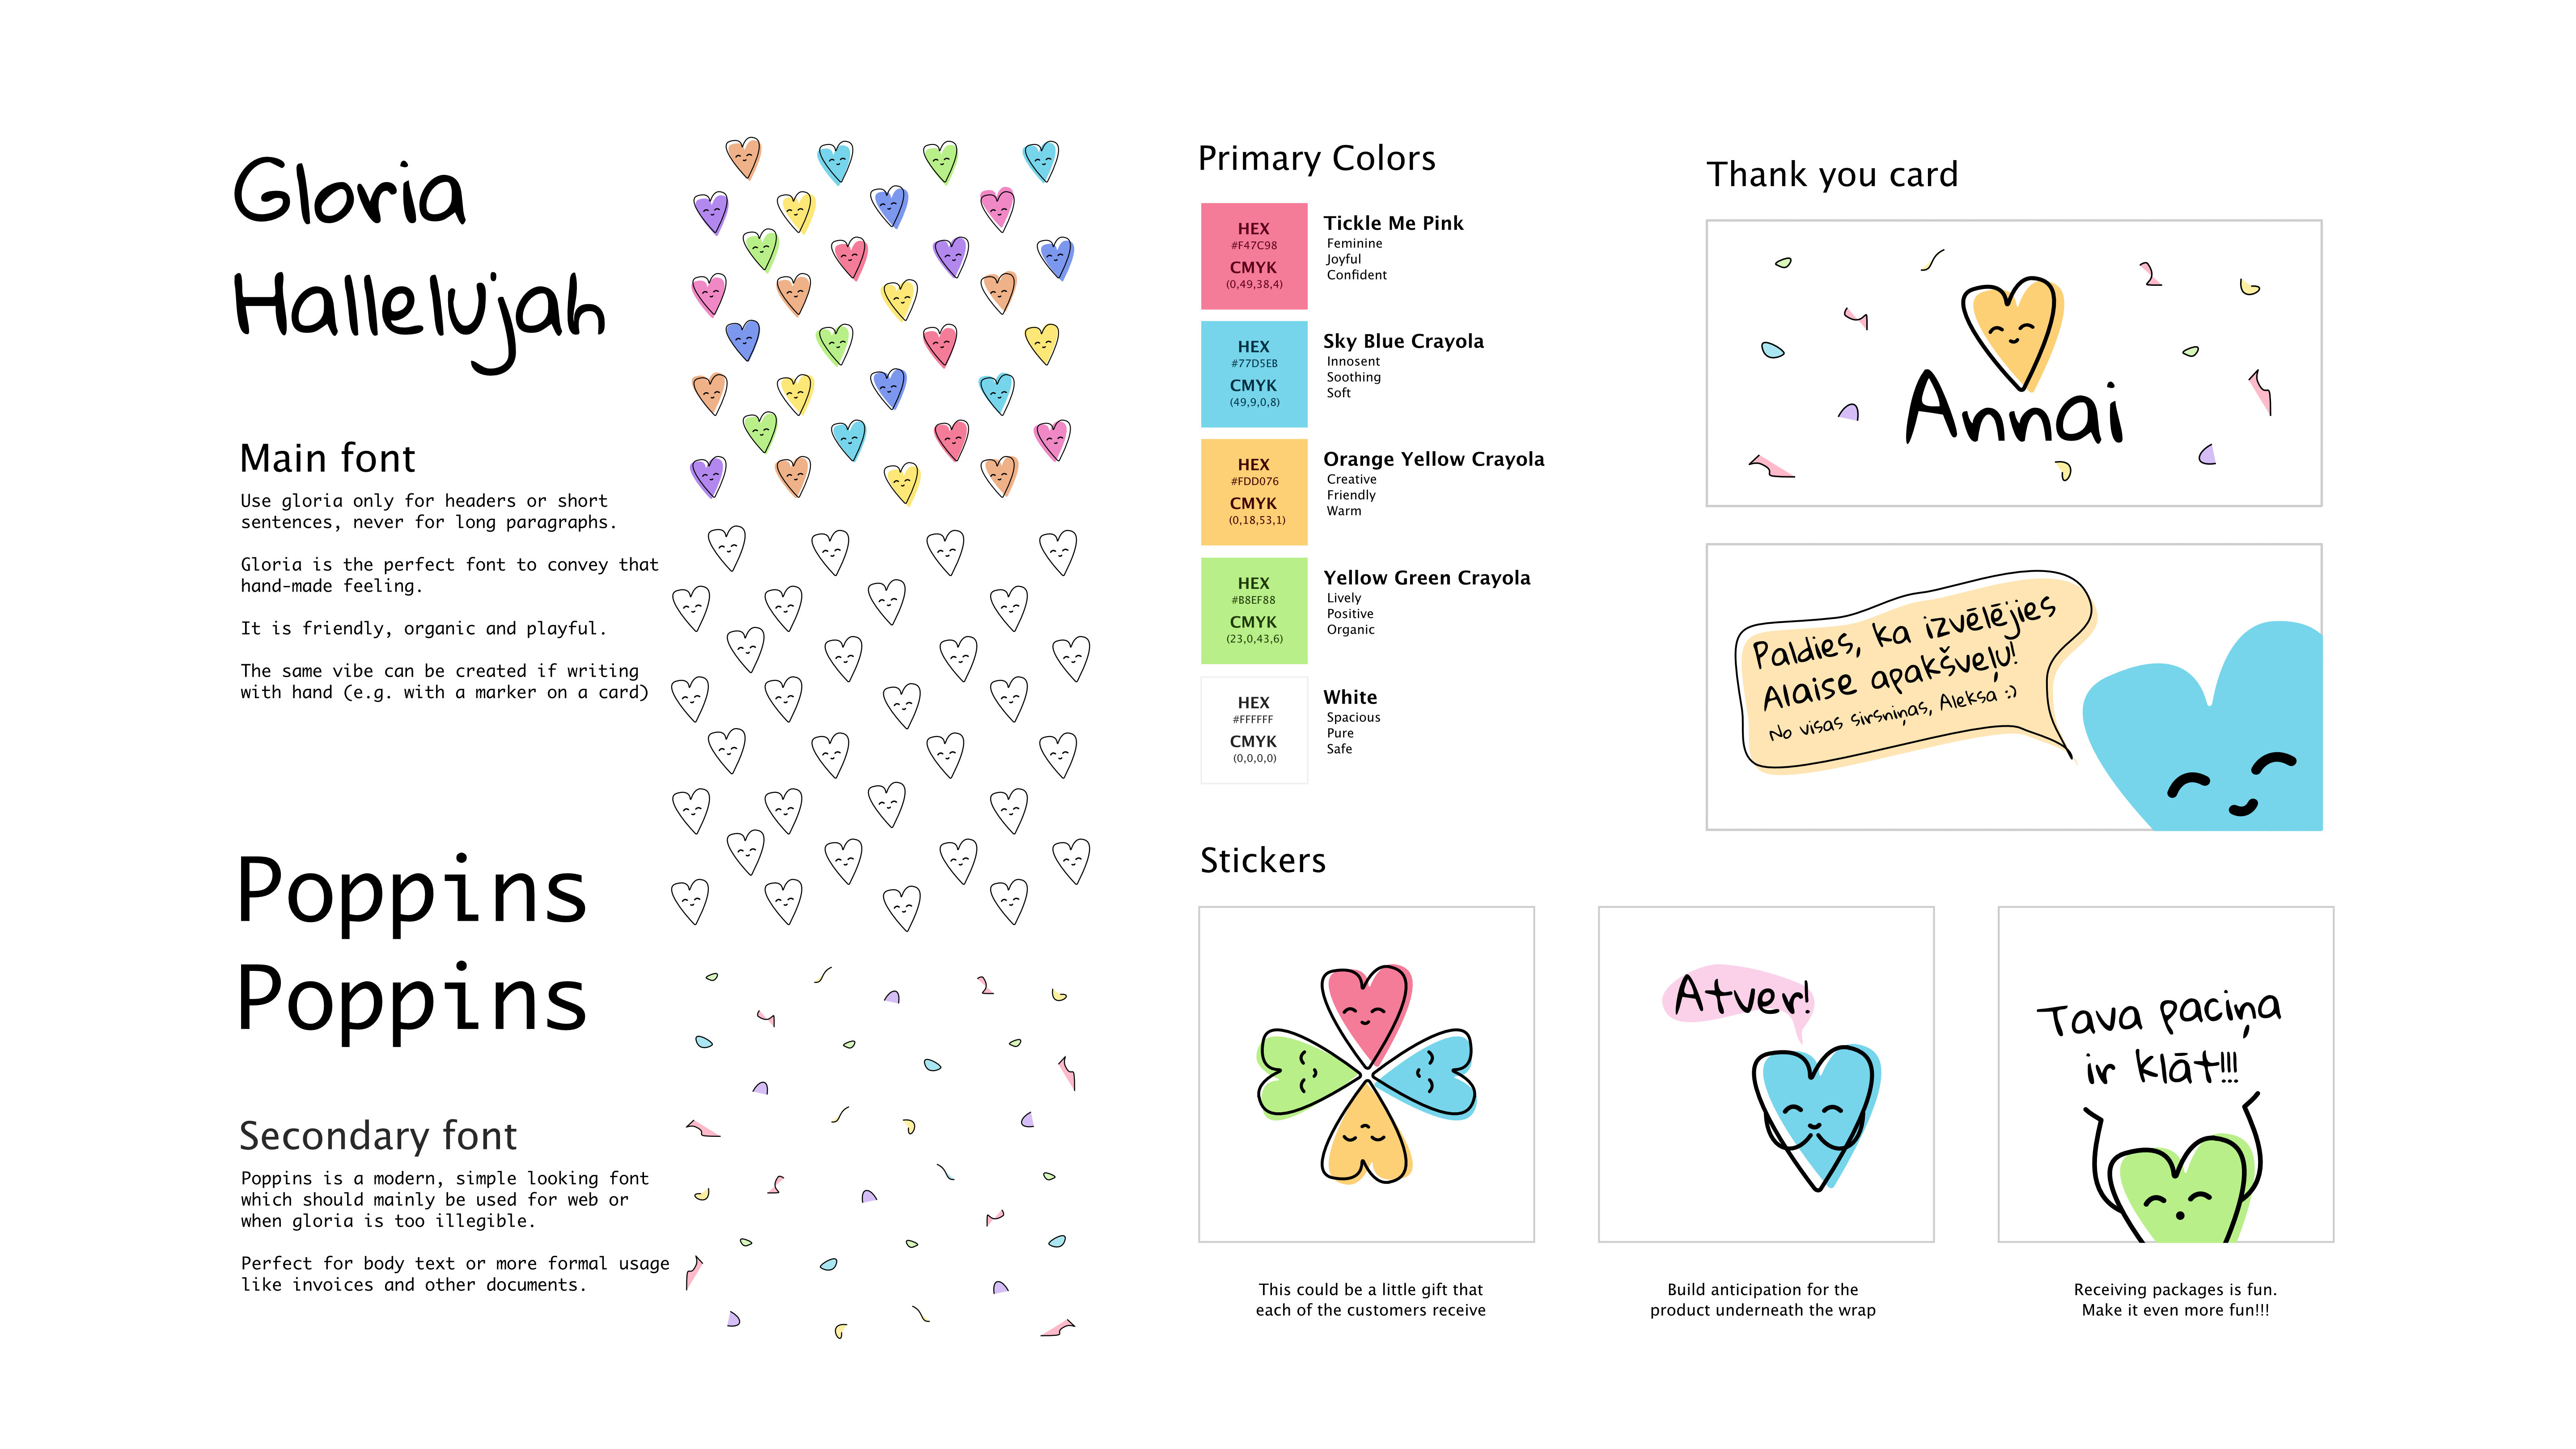 Gloria
Hallelujah
Main font
Use gloria only for headers or short
sentences, never for long paragraphs.
Gloria is the perfect font to convey that
hand-made feeling.
It is friendly, organic and playful.
The same vibe can be created if writing
with hand (e.g. with a marker on a card)
Poppins
Poppins
Secondary font
Poppins is a modern, simple looking font
which should mainly be used for web or
when gloria is too illegible.
Perfect for body text or more formal usage
like invoices and other documents.
Primary Colors
HEX
#F47C98
CMYK
(0,49,38,4)
Tickle Me Pink
Feminine
Joyful
Confident
HEX
#77D5EB
CMYK
(49,9,0,8)
Sky Blue Crayola
Innosent
Soothing
Soft
HEX
#FDD076
CMYK
(0,18,53,1)
Orange Yellow Crayola
Creative
Friendly
Warm
HEX
#B8EF88
CMYK
(23,0,43,6)
Yellow Green Crayola
Lively
Positive
Organic
HEX
#FFFFFF
CMYK
(0,0,0,0)
White
Spacious
Pure
Safe
Thank you card
Annai
Paldies, ka izvēlējies
Alaise apakšveļu!
No visas sirsniņas, Aleksa :)
Stickers
Atver!
Tava paciņa
ir klāt!!!
This could be a little gift that
each of the customers receive
Build anticipation for the
product underneath the wrap
Receiving packages is fun.
Make it even more fun!!!